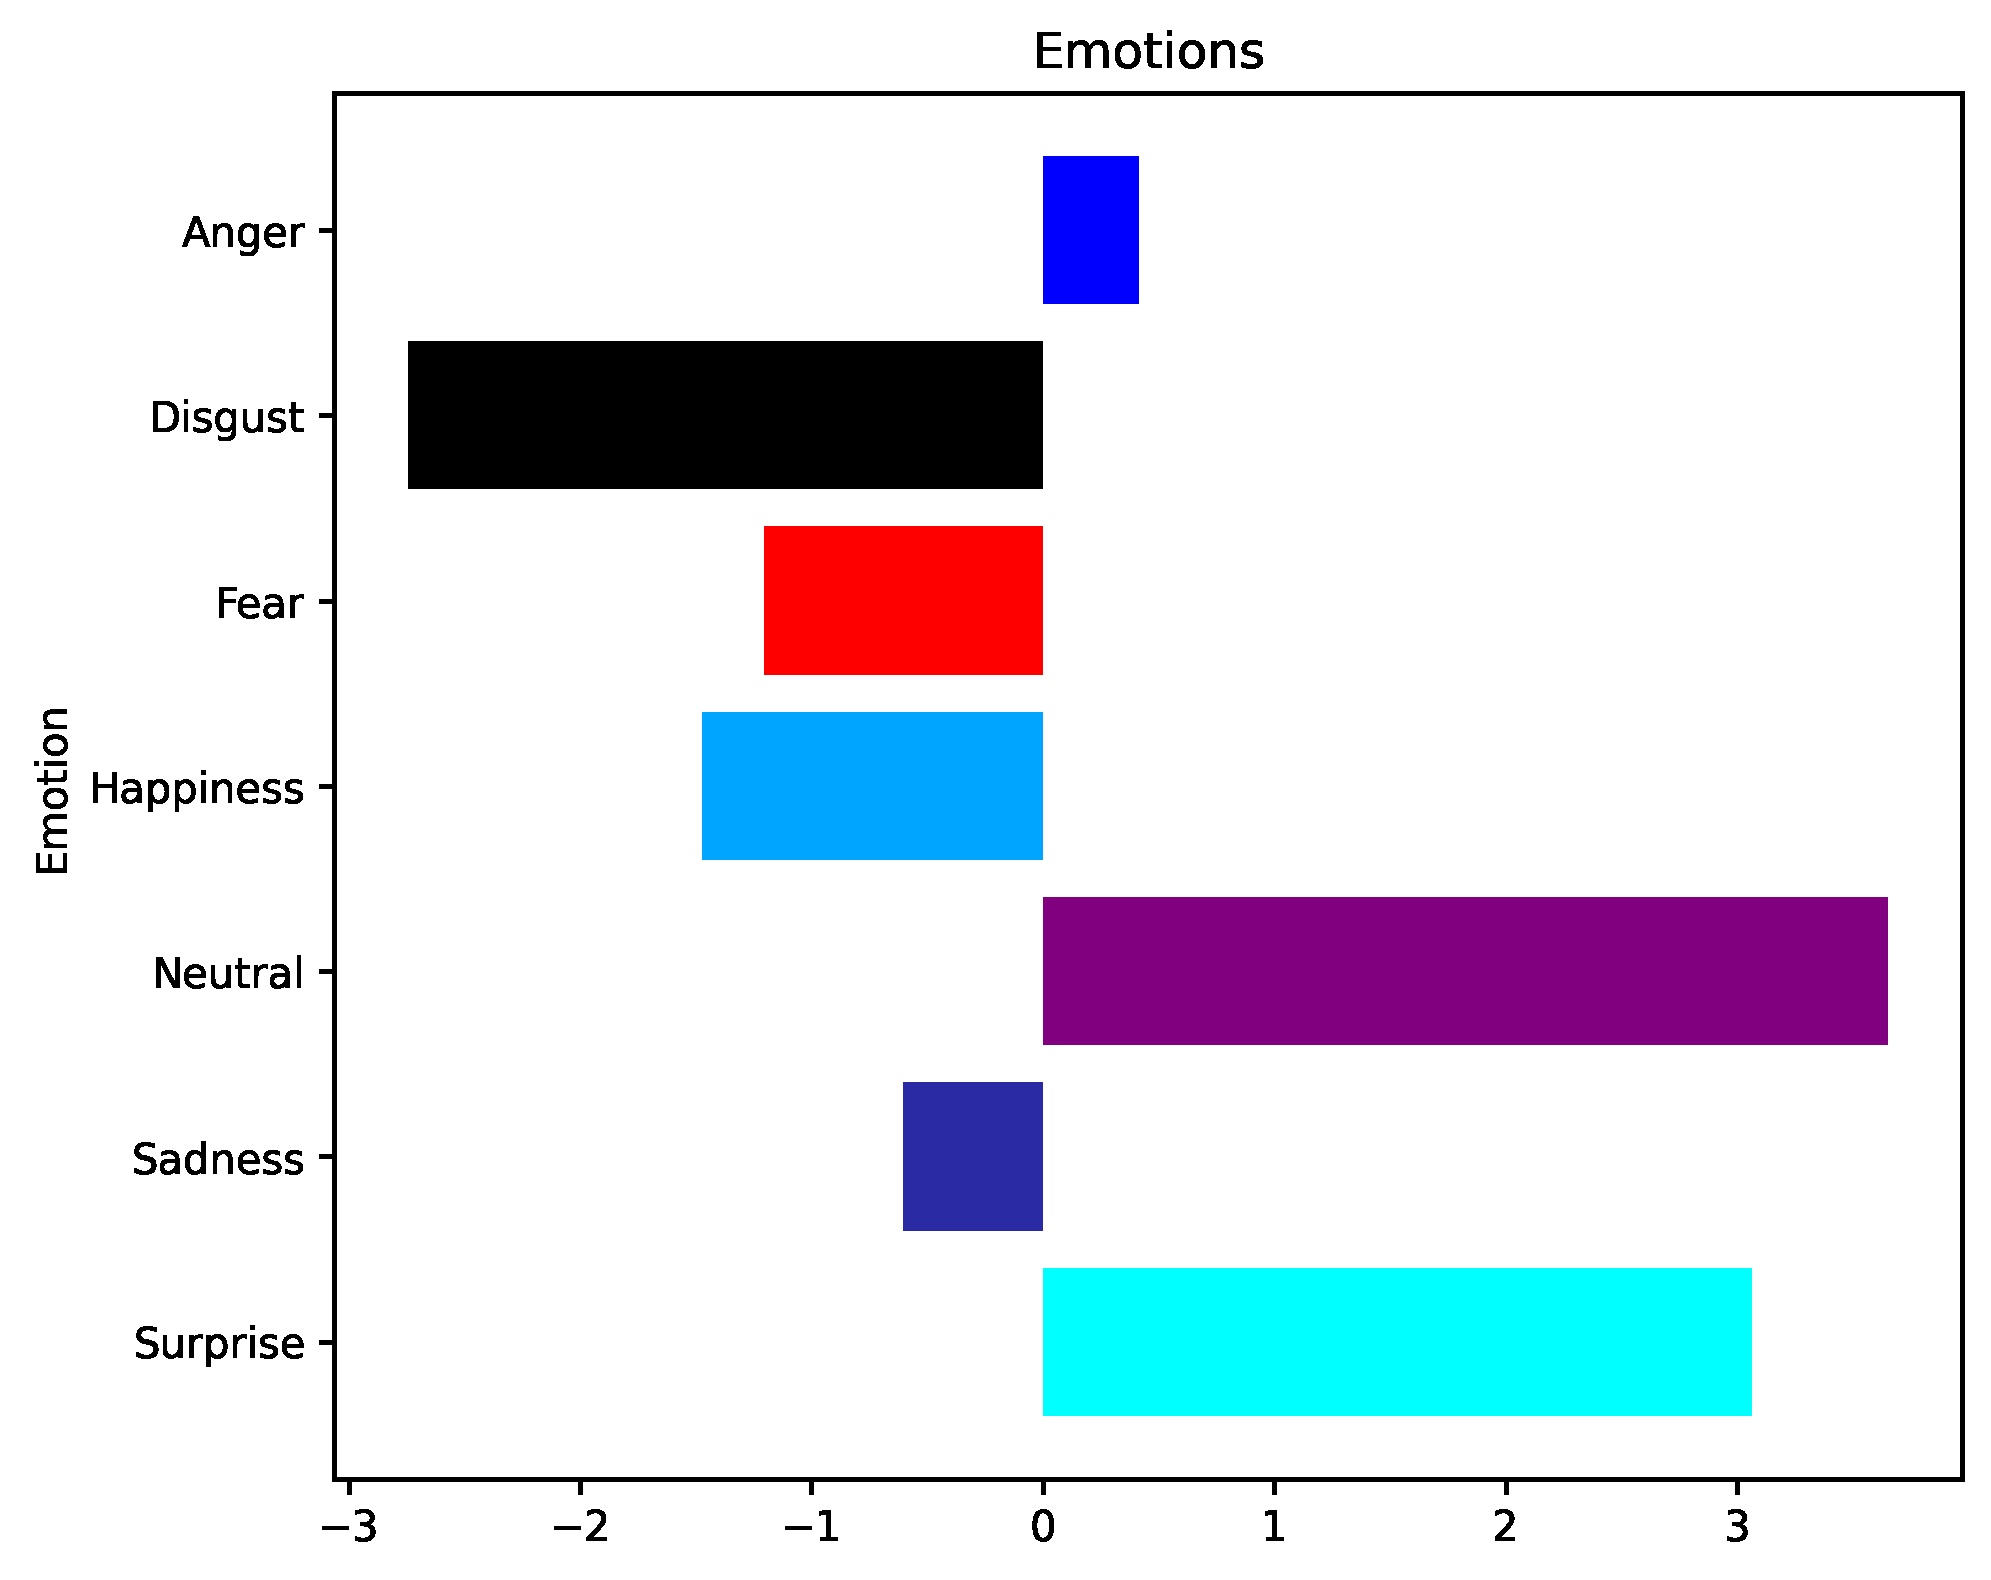 Emotions
Emotion
Anger
Disgust
Fear
Happiness
Neutral
Sadness
Surprise
−3 −2 −1 0 1 2 3